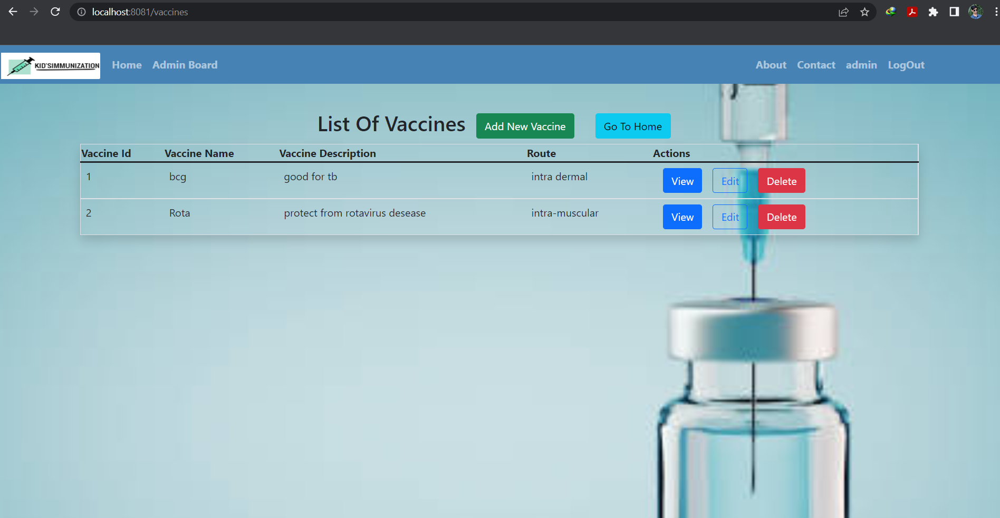 localhost:8081/vaccines
KID'SIMMUNIZATION Home Admin Board About Contact admin LogOut
List Of Vaccines Add New Vaccine Go To Home
Vaccine Id Vaccine Name Vaccine Description Route Actions
1 bcg good for tb intra dermal View Edit Delete
2 Rota protect from rotavirus desease intra-muscular View Edit Delete